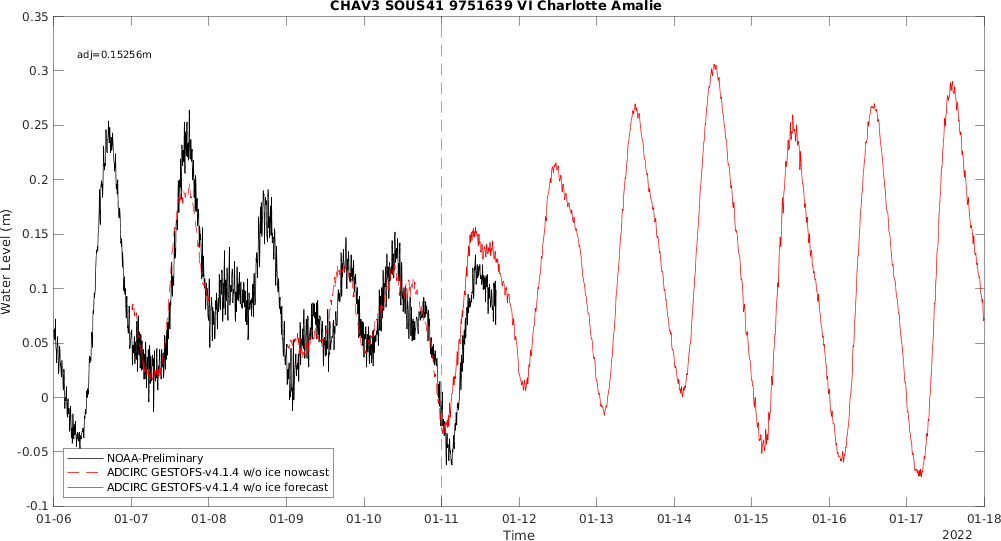 CHAV3 SOUS41 9751639 VI Charlotte Amalie
0.35
adj=0.15256m
0.3
0.25
0.2
0.15
0.1
0.05
0
-0.05
-0.1
Water Level (m)
NOAA-Preliminary
ADCIRC GESTOFS-v4.1.4 w/o ice nowcast
ADCIRC GESTOFS-v4.1.4 w/o ice forecast
01-06 01-07 01-08 01-09 01-10 01-11 01-12 01-13 01-14 01-15 01-16 01-17 01-18
Time
2022